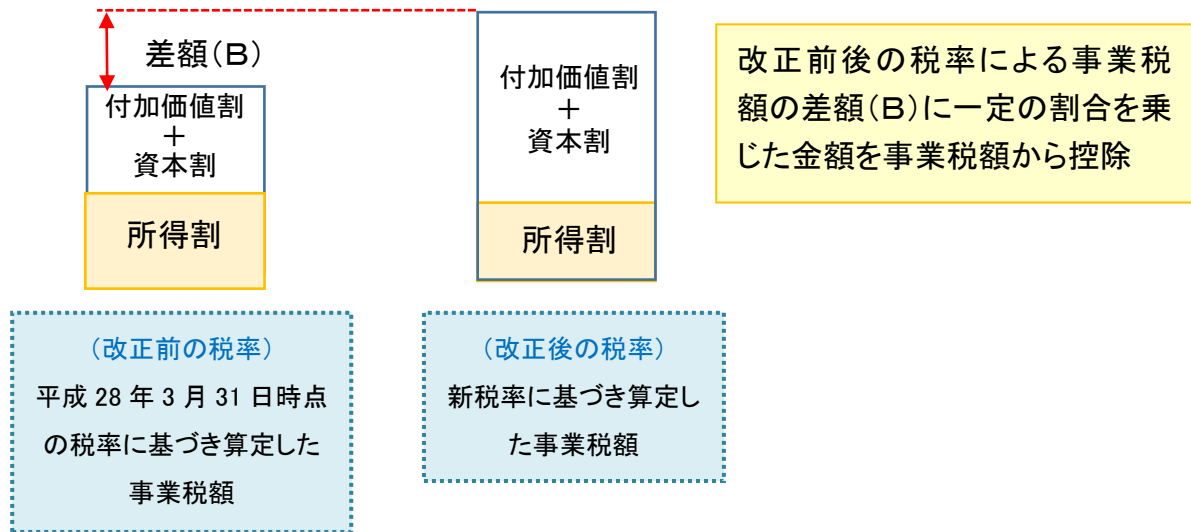 差額(B)
付加価値割
+
資本割
所得割
付加価値割
+
資本割
所得割
改正前後の税率による事業税
額の差額(B)に一定の割合を乗
じた金額を事業税額から控除
(改正前の税率)
平成 28 年 3 月 31 日時点
の税率に基づき算定した
事業税額
(改正後の税率)
新税率に基づき算定し
た事業税額